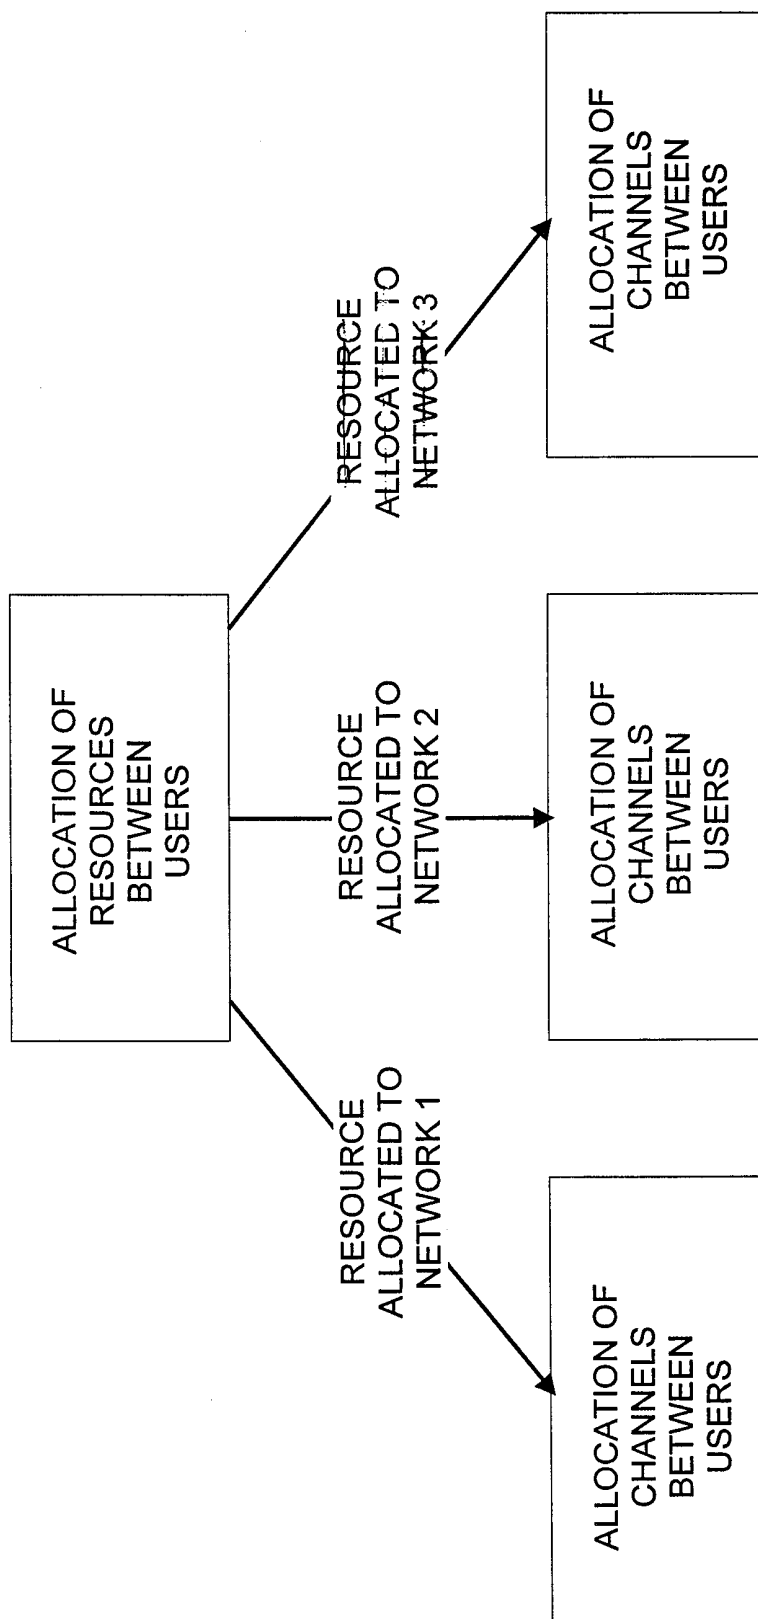 ALLOCATION OF
RESOURCES
BETWEEN
USERS
RESOURCE
ALLOCATED TO
NETWORK 1
RESOURCE
ALLOCATED TO
NETWORK 2
RESOURCE
ALLOCATED TO
NETWORK 3
ALLOCATION OF
CHANNELS
BETWEEN
USERS
ALLOCATION OF
CHANNELS
BETWEEN
USERS
ALLOCATION OF
CHANNELS
BETWEEN
USERS